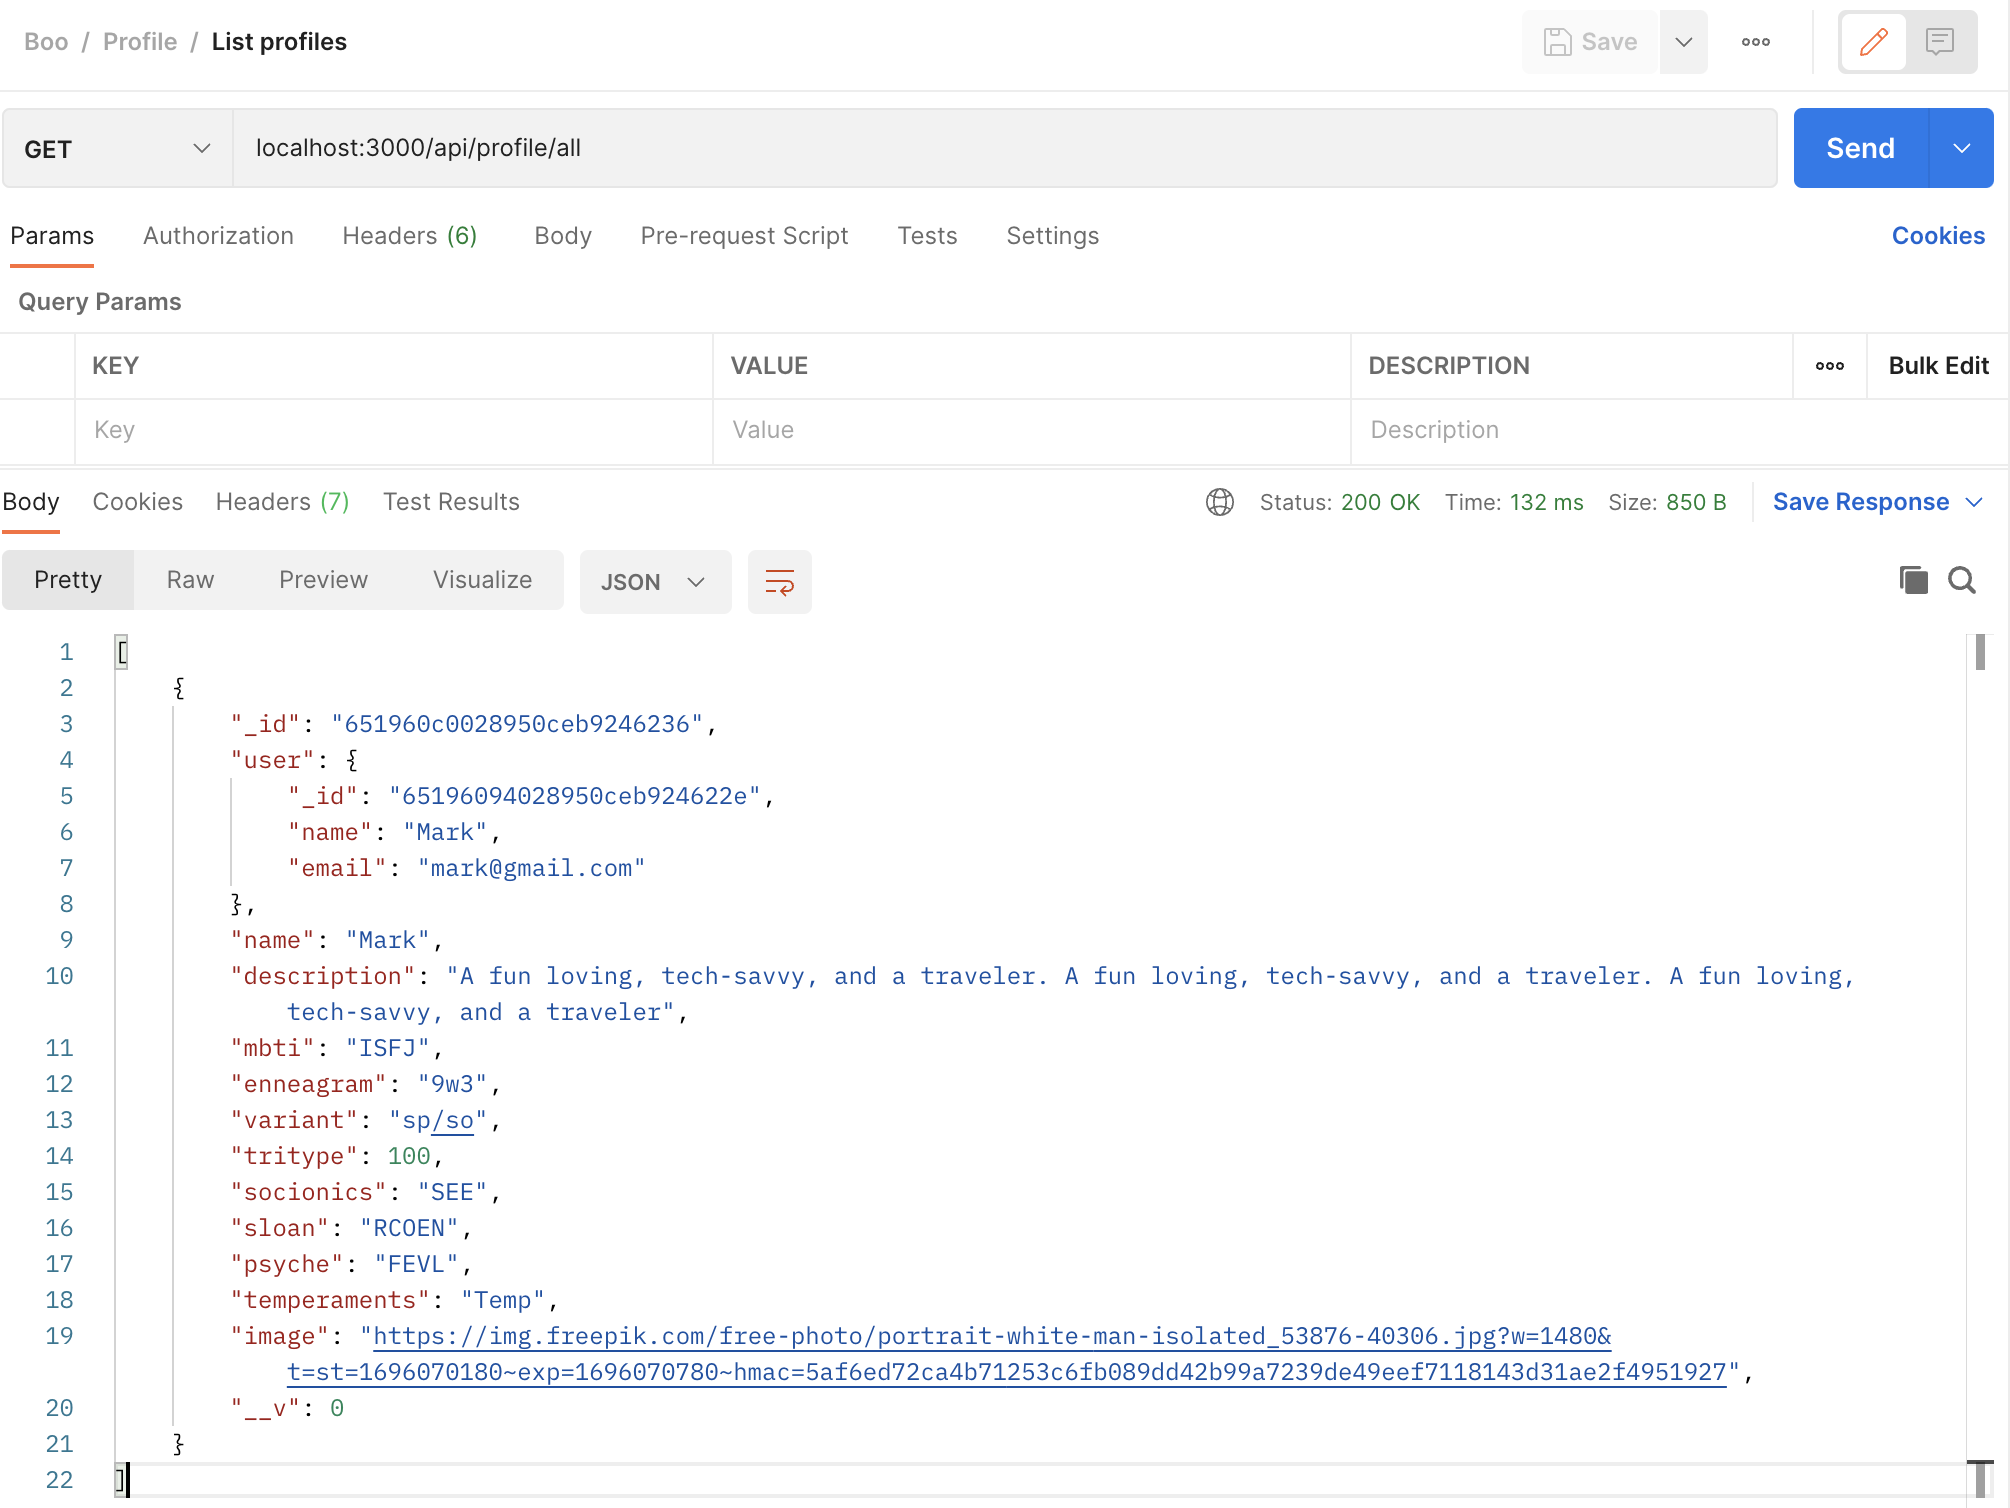 Boo / Profile / List profiles
Save
GET
localhost:3000/api/profile/all
Send
Params Authorization Headers (6) Body Pre-request Script Tests Settings Cookies
Query Params
KEY VALUE DESCRIPTION Bulk Edit
Key Value Description
Body Cookies Headers (7) Test Results Status: 200 OK Time: 132 ms Size: 850 B Save Response
Pretty Raw Preview Visualize JSON
1 [
2 {
3 "_id": "651960c0028950ceb9246236",
4 "user": {
5 "_id": "65196094028950ceb924622e",
6 "name": "Mark",
7 "email": "mark@gmail.com"
8 },
9 "name": "Mark",
10 "description": "A fun loving, tech-savvy, and a traveler. A fun loving, tech-savvy, and a traveler. A fun loving,
tech-savvy, and a traveler",
11 "mbti": "ISFJ",
12 "enneagram": "9w3",
13 "variant": "sp/so",
14 "tritype": 100,
15 "socionics": "SEE",
16 "sloan": "RCOEN",
17 "psyche": "FEVL",
18 "temperaments": "Temp",
19 "image": "https://img.freepik.com/free-photo/portrait-white-man-isolated_53876-40306.jpg?w=1480&
t=st=1696070180~exp=1696070780~hmac=5af6ed72ca4b71253c6fb089dd42b99a7239de49eef7118143d31ae2f4951927",
20 "__v": 0
21 }
22 ]